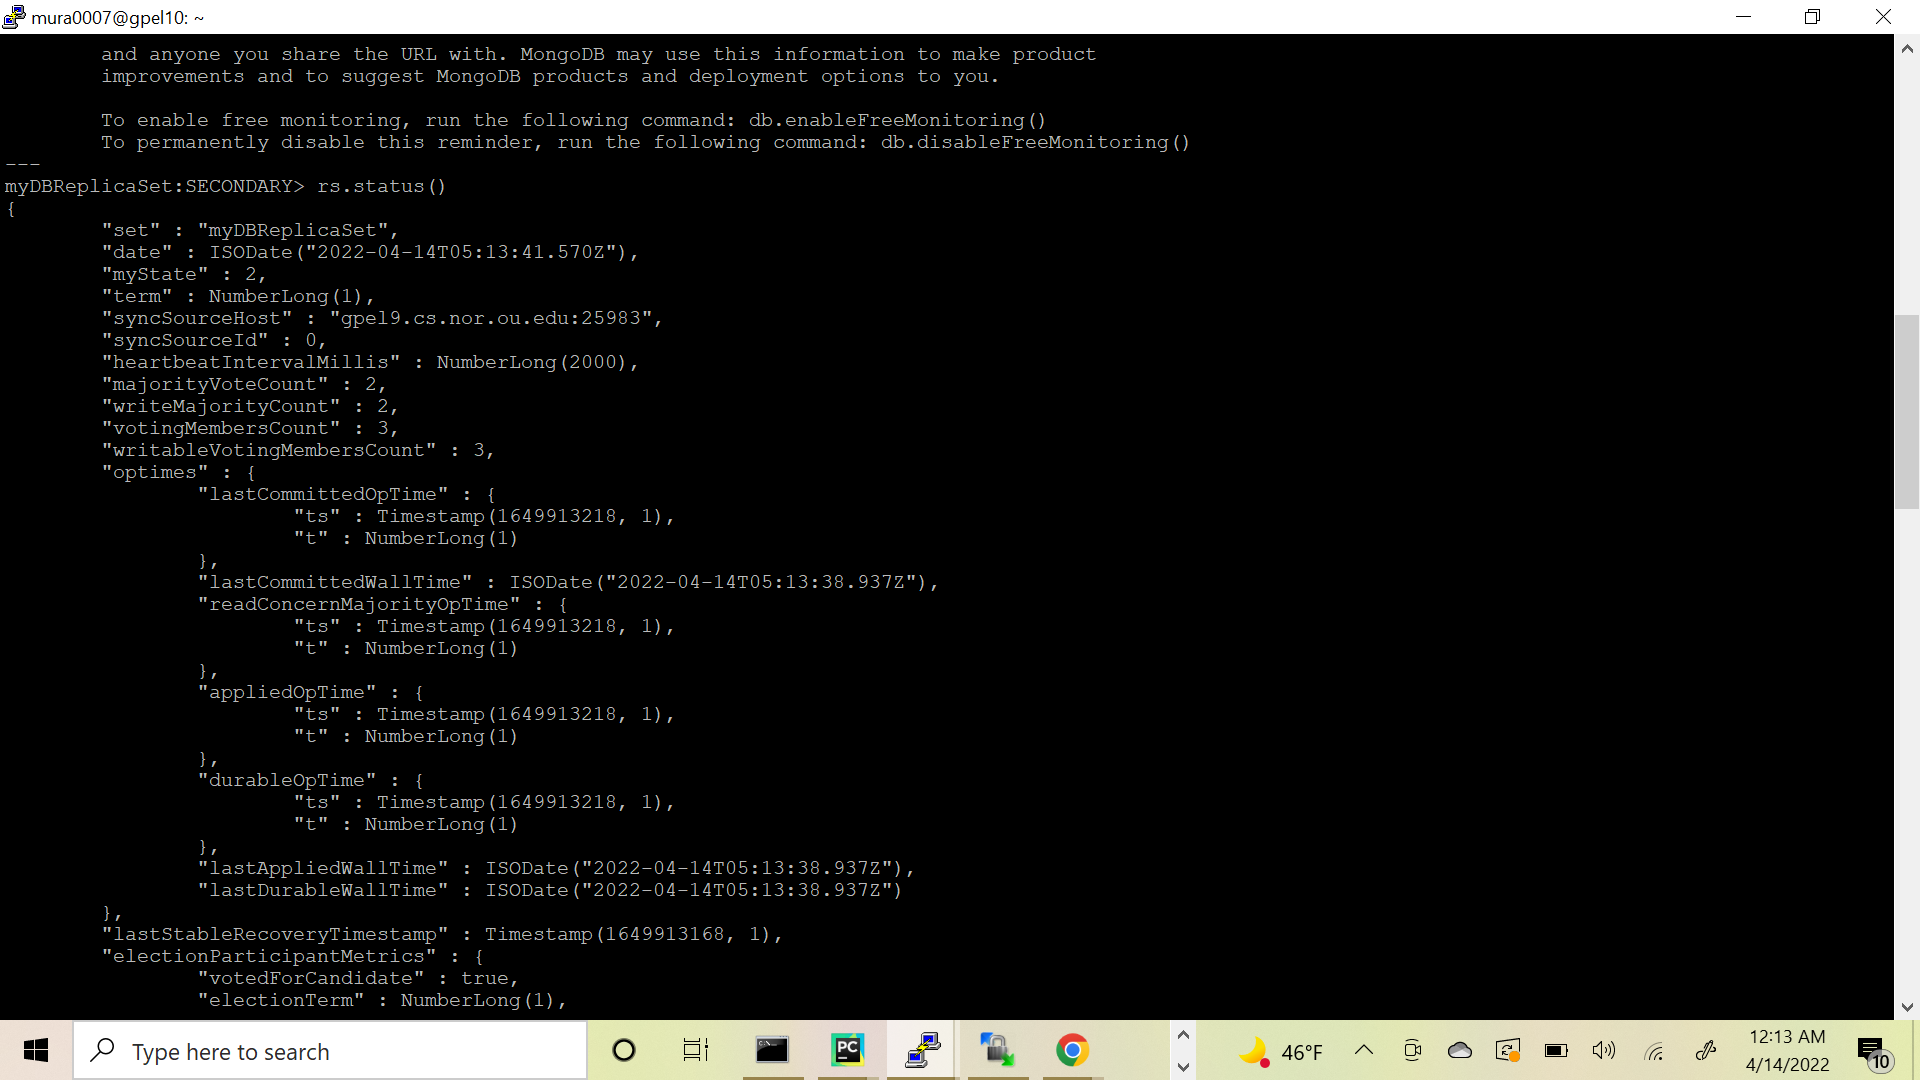 mura0007@gpel10: ~
and anyone you share the URL with. MongoDB may use this information to make product
improvements and to suggest MongoDB products and deployment options to you.
To enable free monitoring, run the following command: db.enableFreeMonitoring()
To permanently disable this reminder, run the following command: db.disableFreeMonitoring()
---
myDBReplicaSet:SECONDARY> rs.status()
{
"set" : "myDBReplicaSet",
"date" : ISODate("2022-04-14T05:13:41.570Z"),
"myState" : 2,
"term" : NumberLong(1),
"syncSourceHost" : "gpel9.cs.nor.ou.edu:25983",
"syncSourceId" : 0,
"heartbeatIntervalMillis" : NumberLong(2000),
"majorityVoteCount" : 2,
"writeMajorityCount" : 2,
"votingMembersCount" : 3,
"writableVotingMembersCount" : 3,
"optimes" : {
"lastCommittedOpTime" : {
"ts" : Timestamp(1649913218, 1),
"t" : NumberLong(1)
},
"lastCommittedWallTime" : ISODate("2022-04-14T05:13:38.937Z"),
"readConcernMajorityOpTime" : {
"ts" : Timestamp(1649913218, 1),
"t" : NumberLong(1)
},
"appliedOpTime" : {
"ts" : Timestamp(1649913218, 1),
"t" : NumberLong(1)
},
"durableOpTime" : {
"ts" : Timestamp(1649913218, 1),
"t" : NumberLong(1)
},
"lastAppliedWallTime" : ISODate("2022-04-14T05:13:38.937Z"),
"lastDurableWallTime" : ISODate("2022-04-14T05:13:38.937Z")
},
"lastStableRecoveryTimestamp" : Timestamp(1649913168, 1),
"electionParticipantMetrics" : {
"votedForCandidate" : true,
"electionTerm" : NumberLong(1),
Type here to search
PC
46°F
12:13 AM
4/14/2022
10